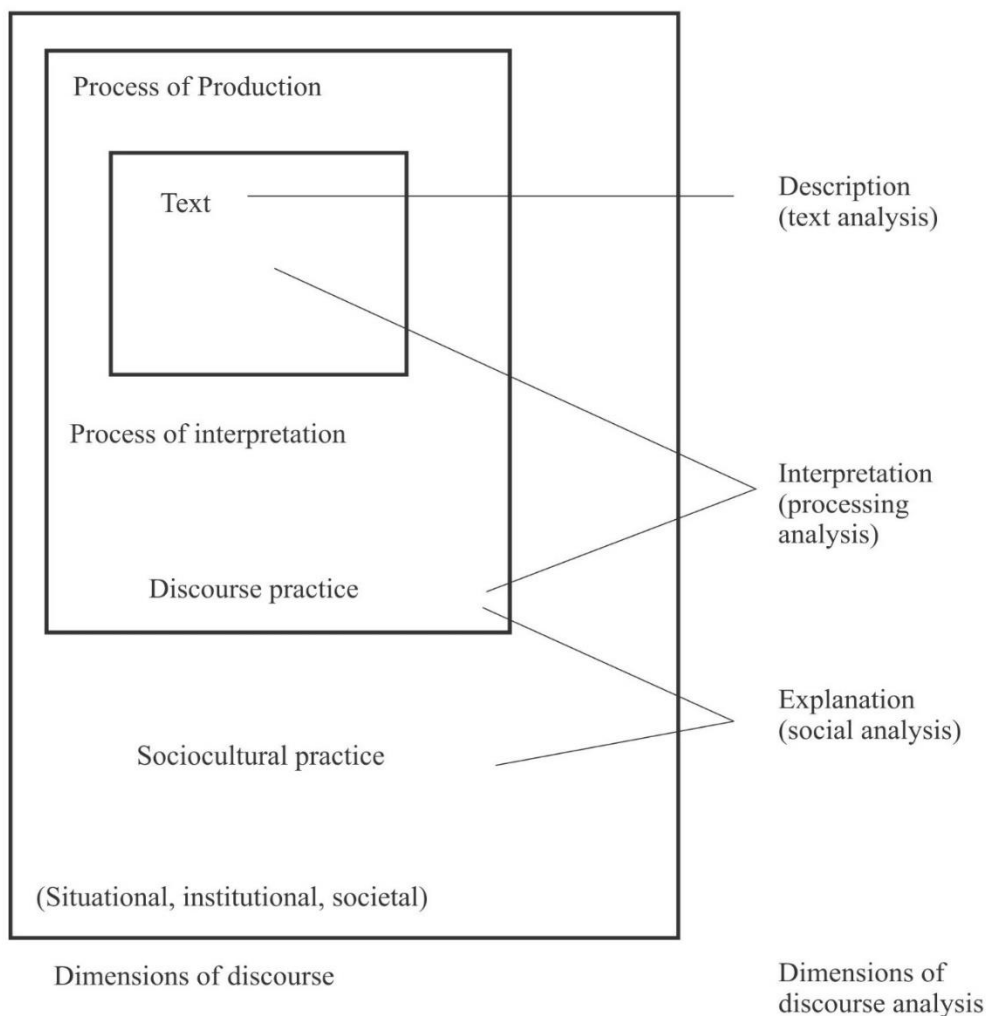 Process of Production
Text
Description
(text analysis)
Process of interpretation
Interpretation
(processing
analysis)
Discourse practice
Explanation
(social analysis)
Sociocultural practice
(Situational, institutional, societal)
Dimensions of discourse
Dimensions of
discourse analysis